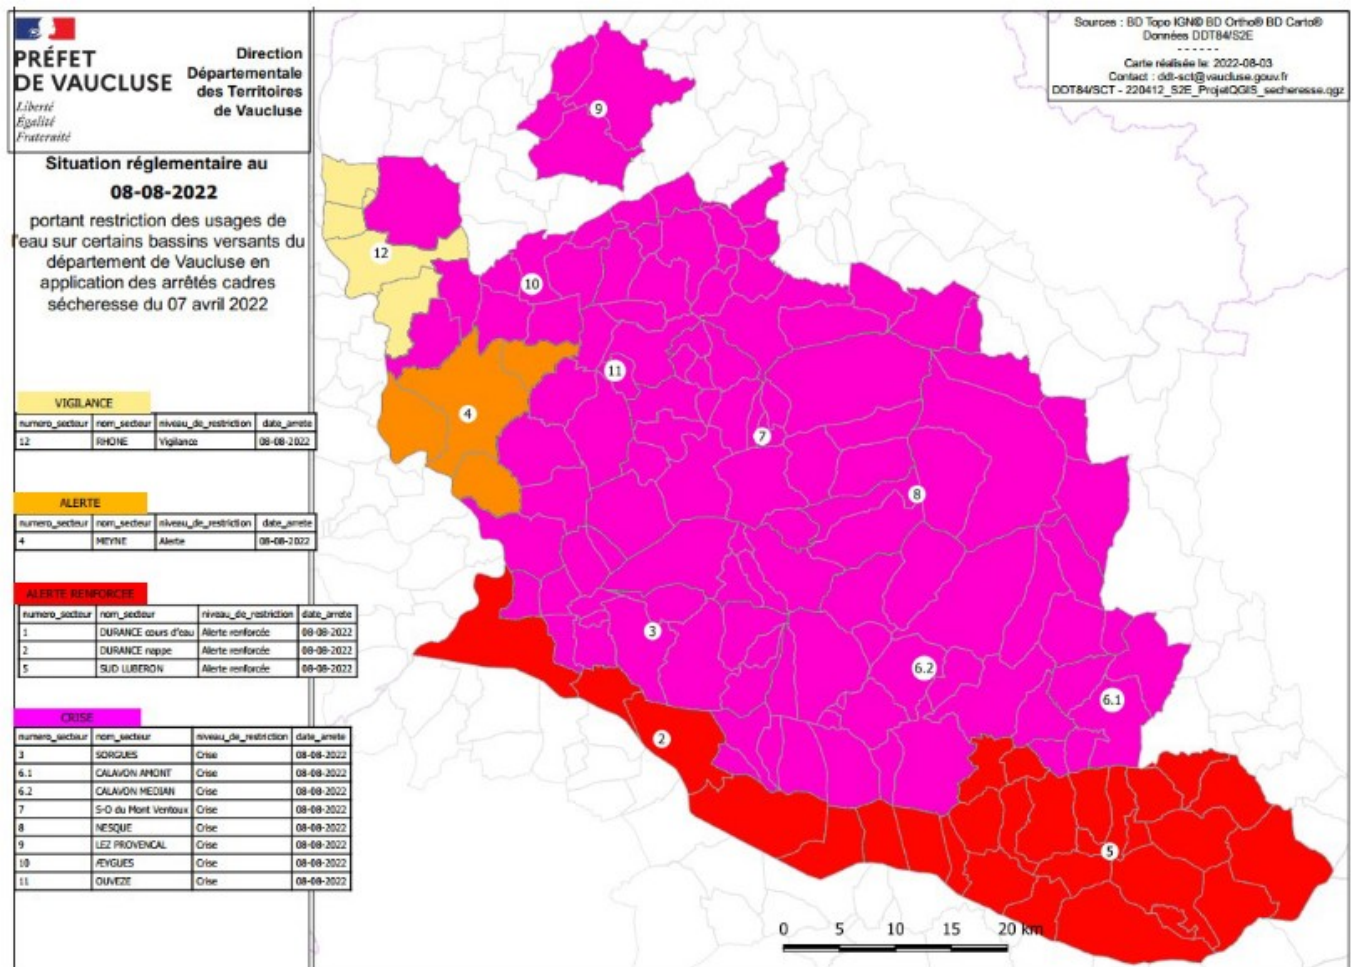 PRÉFET
DE VAUCLUSE
Liberté
Égalité
Fraternité
Direction
Départementale
des Territoires
de Vaucluse
Situation réglementaire au
08-08-2022
portant restriction des usages de
l'eau sur certains bassins versants du
département de Vaucluse en
application des arrêtés cadres
sécheresse du 07 avril 2022
VIGILANCE
numero_secteur nom_secteur niveau_de_restriction date_arrete
12 RHONE Vigilance 08-08-2022
ALERTE
numero_secteur nom_secteur niveau_de_restriction date_arrete
4 MEYNE Alerte 08-08-2022
ALERTE RENFORCEE
numero_secteur nom_secteur niveau_de_restriction date_arrete
1 DURANCE cours d'eau Alerte renforcée 08-08-2022
2 DURANCE nappe Alerte renforcée 08-08-2022
5 SUD LUBERON Alerte renforcée 08-08-2022
CRISE
numero_secteur nom_secteur niveau_de_restriction date_arrete
3 SORGUES Crise 08-08-2022
6.1 CALAVON AMONT Crise 08-08-2022
6.2 CALAVON MEDIAN Crise 08-08-2022
7 S-O du Mont Ventoux Crise 08-08-2022
8 NESQUE Crise 08-08-2022
9 LEZ PROVENCAL Crise 08-08-2022
10 ÆYGUES Crise 08-08-2022
11 OUVEZE Crise 08-08-2022
Sources : BD Topo IGN® BD Ortho® BD Carto®
Données DDT84/S2E
- - - - - -
Carte réalisée le: 2022-08-03
Contact : ddt-sct@vaucluse.gouv.fr
DDT84/SCT - 220412_S2E_ProjetQGIS_secheresse.qgz
9
12
10
11
4
7
8
3
6.2
6.1
2
5
0 5 10 15 20 km